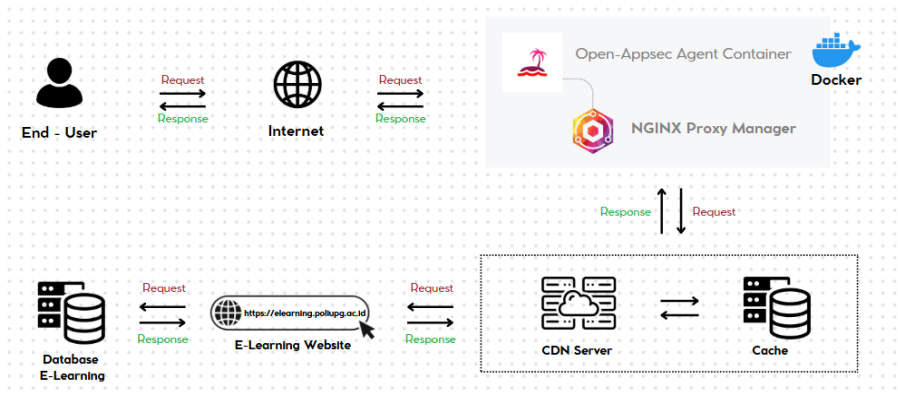 Open-Appsec Agent Container
Docker
Request
Response
Request
Response
End - User
Internet
NGINX Proxy Manager
Response
Request
Request
Response
https://elearning.poliupg.ac.id
Request
Response
Database
E-Learning
E-Learning Website
CDN Server
Cache